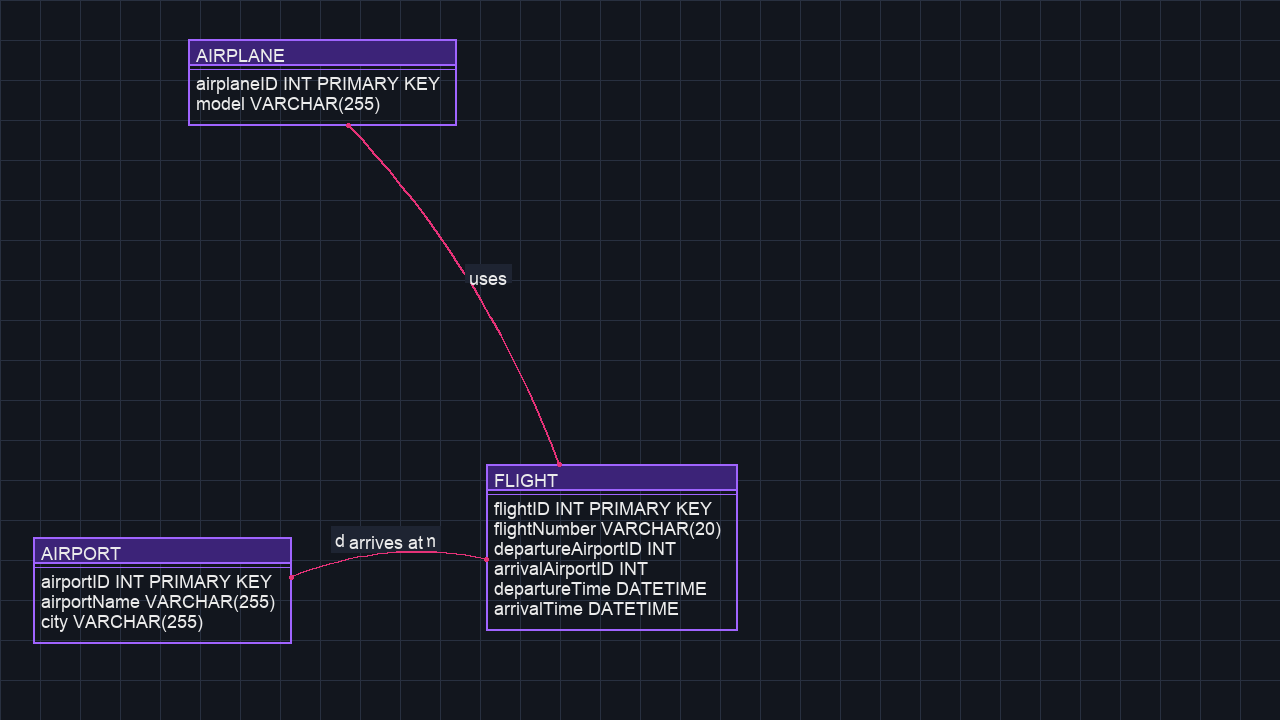 AIRPLANE
airplaneID INT PRIMARY KEY
model VARCHAR(255)
uses
FLIGHT
flightID INT PRIMARY KEY
flightNumber VARCHAR(20)
departureAirportID INT
arrivalAirportID INT
departureTime DATETIME
arrivalTime DATETIME
arrives at
AIRPORT
airportID INT PRIMARY KEY
airportName VARCHAR(255)
city VARCHAR(255)